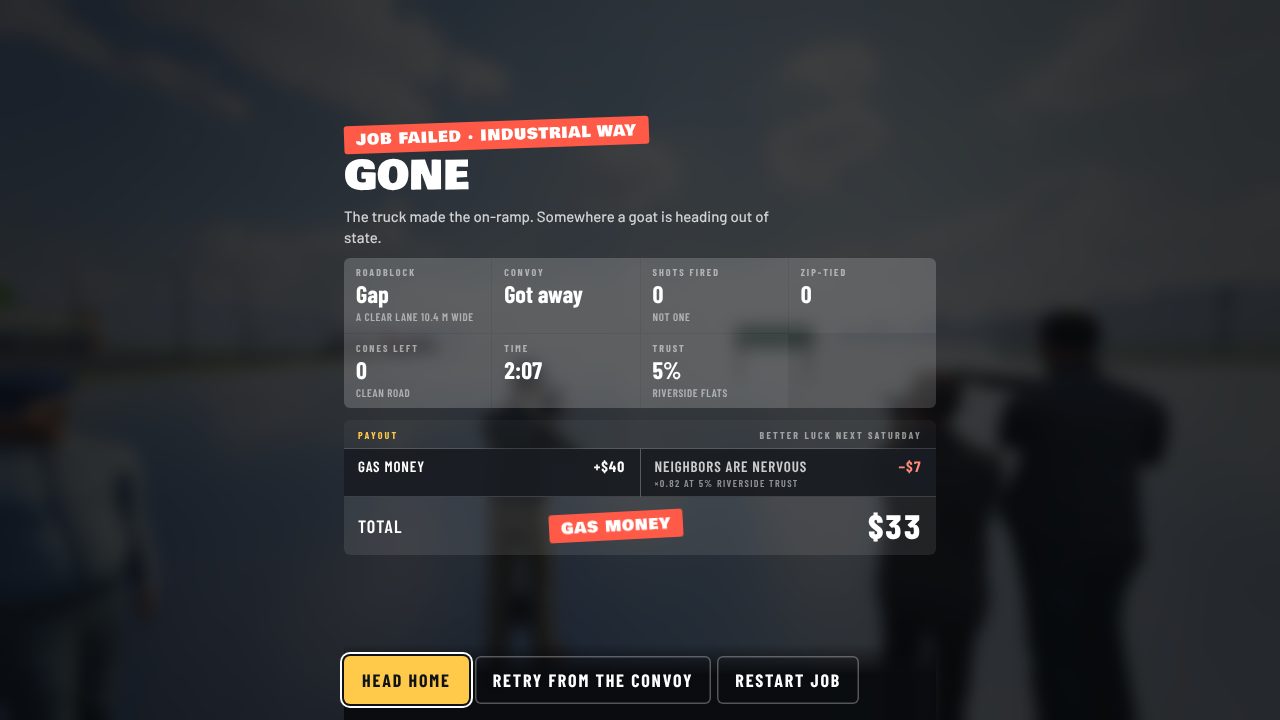 JOB FAILED · INDUSTRIAL WAY
GONE
The truck made the on-ramp. Somewhere a goat is heading out of
state.
ROADBLOCK
Gap
A CLEAR LANE 10.4 M WIDE
CONVOY
Got away
SHOTS FIRED
0
NOT ONE
ZIP-TIED
0
CONES LEFT
0
CLEAN ROAD
TIME
2:07
TRUST
5%
RIVERSIDE FLATS
PAYOUT
BETTER LUCK NEXT SATURDAY
GAS MONEY +$40
NEIGHBORS ARE NERVOUS −$7
×0.82 AT 5% RIVERSIDE TRUST
TOTAL GAS MONEY $33
HEAD HOME
RETRY FROM THE CONVOY
RESTART JOB